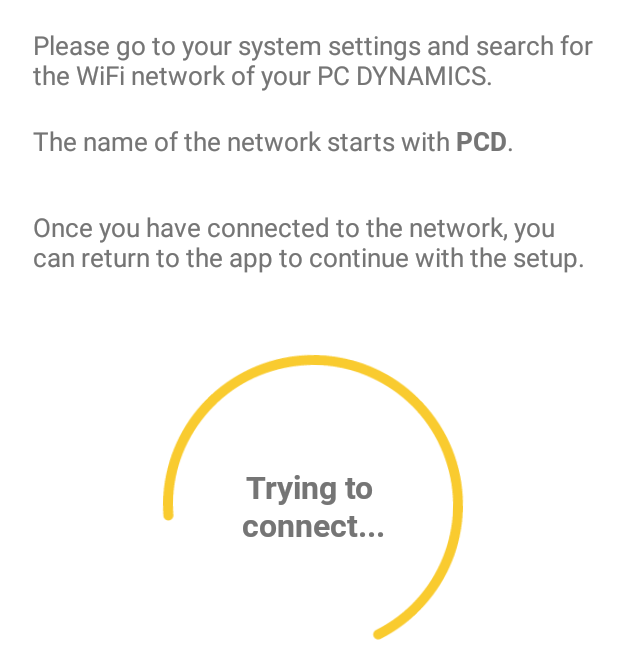 Please go to your system settings and search for
the WiFi network of your PC DYNAMICS.
The name of the network starts with PCD.
Once you have connected to the network, you
can return to the app to continue with the setup.
Trying to
connect...